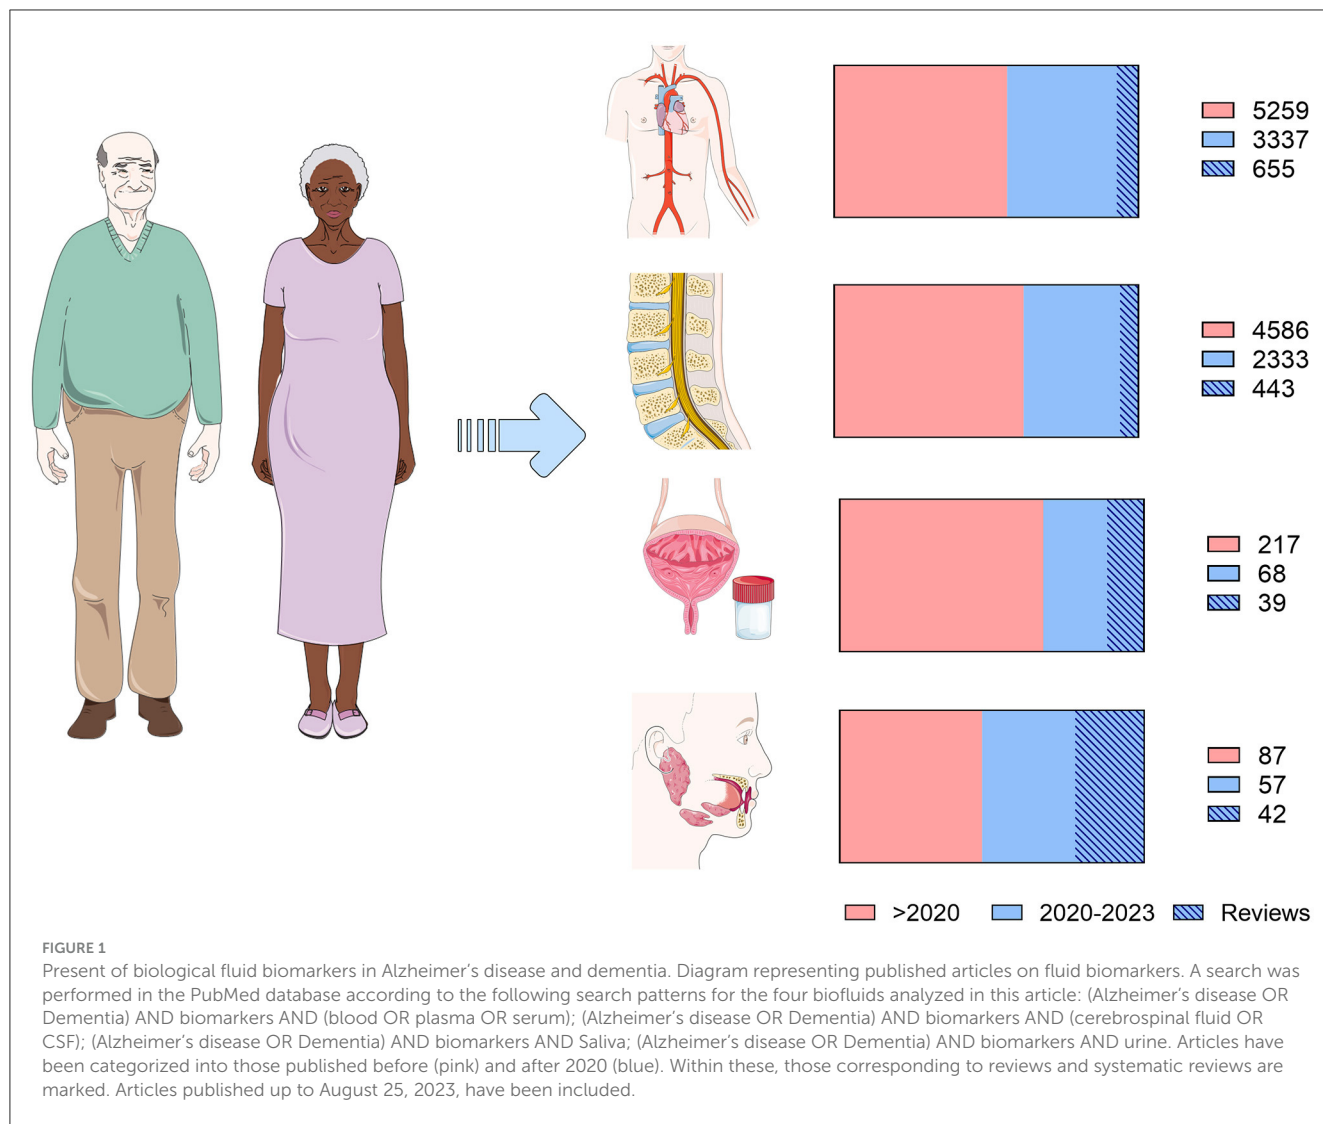 5259
3337
655
4586
2333
443
217
68
39
87
57
42
>2020 2020-2023 Reviews
FIGURE 1
Present of biological fluid biomarkers in Alzheimer's disease and dementia. Diagram representing published articles on fluid biomarkers. A search was
performed in the PubMed database according to the following search patterns for the four biofluids analyzed in this article: (Alzheimer's disease OR
Dementia) AND biomarkers AND (blood OR plasma OR serum); (Alzheimer's disease OR Dementia) AND biomarkers AND (cerebrospinal fluid OR
CSF); (Alzheimer's disease OR Dementia) AND biomarkers AND Saliva; (Alzheimer's disease OR Dementia) AND biomarkers AND urine. Articles have
been categorized into those published before (pink) and after 2020 (blue). Within these, those corresponding to reviews and systematic reviews are
marked. Articles published up to August 25, 2023, have been included.